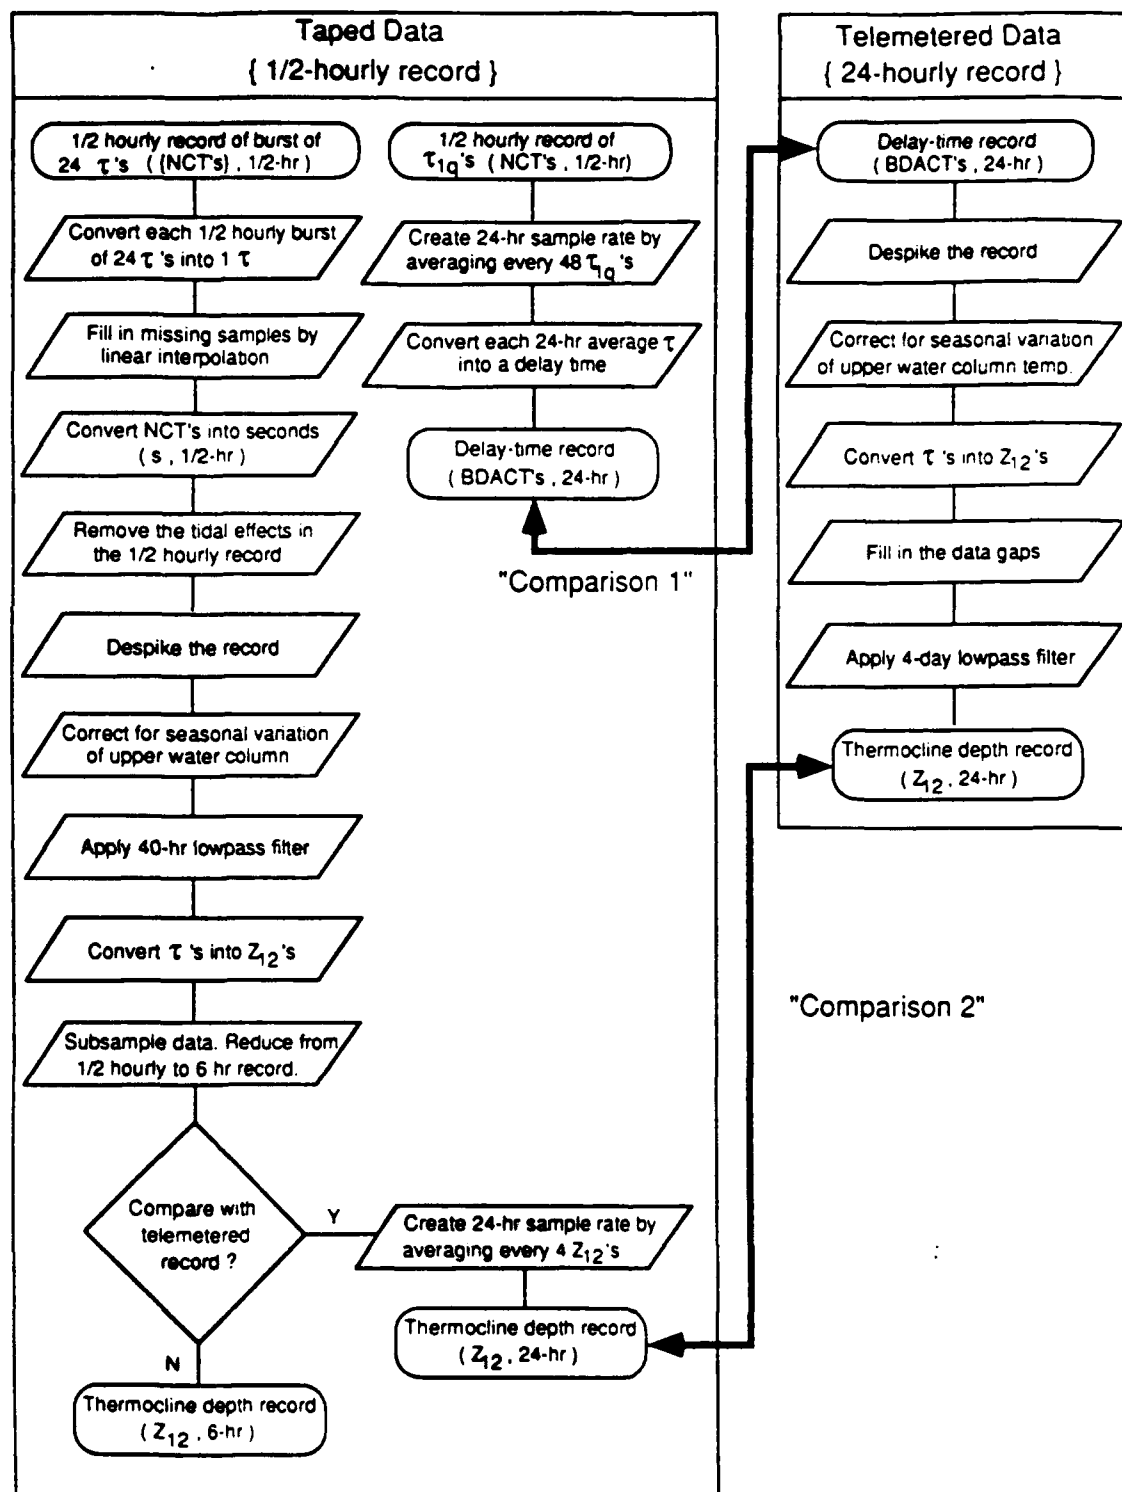 Taped Data
{ 1/2-hourly record }
1/2 hourly record of burst of
24 τ's ((NCT's) , 1/2-hr )
Convert each 1/2 hourly burst
of 24 τ 's into 1 τ
Fill in missing samples by
linear interpolation
Convert NCT's into seconds
( s , 1/2-hr )
Remove the tidal effects in
the 1/2 hourly record
Despike the record
Correct for seasonal variation
of upper water column
Apply 40-hr lowpass filter
Convert τ 's into Z12's
Subsample data. Reduce from
1/2 hourly to 6 hr record.
Compare with
telemetered
record ?
Y
N
Thermocline depth record
( Z12 , 6-hr )
Create 24-hr sample rate by
averaging every 4 Z12's
Thermocline depth record
( Z12 , 24-hr )
1/2 hourly record of
τ1q's (NCT's , 1/2-hr)
Create 24-hr sample rate by
averaging every 48 τ1q's
Convert each 24-hr average τ
into a delay time
Delay-time record
( BDACT's , 24-hr )
"Comparison 1"
Telemetered Data
{ 24-hourly record }
Delay-time record
(BDACT's , 24-hr )
Despike the record
Correct for seasonal variation
of upper water column temp.
Convert τ 's into Z12's
Fill in the data gaps
Apply 4-day lowpass filter
Thermocline depth record
( Z12 , 24-hr )
"Comparison 2"